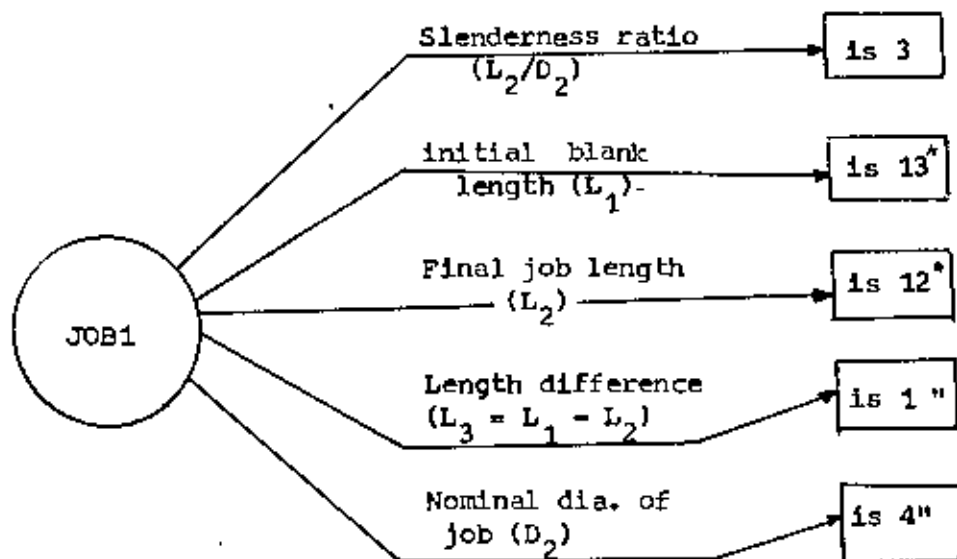 Slenderness ratio
(L₂/D₂)
is 3
initial blank
length (L₁)-
is 13"
Final job length
(L₂)
is 12"
JOB1
Length difference
(L₃ = L₁ - L₂)
is 1 "
Nominal dia. of
job (D₂)
is 4"